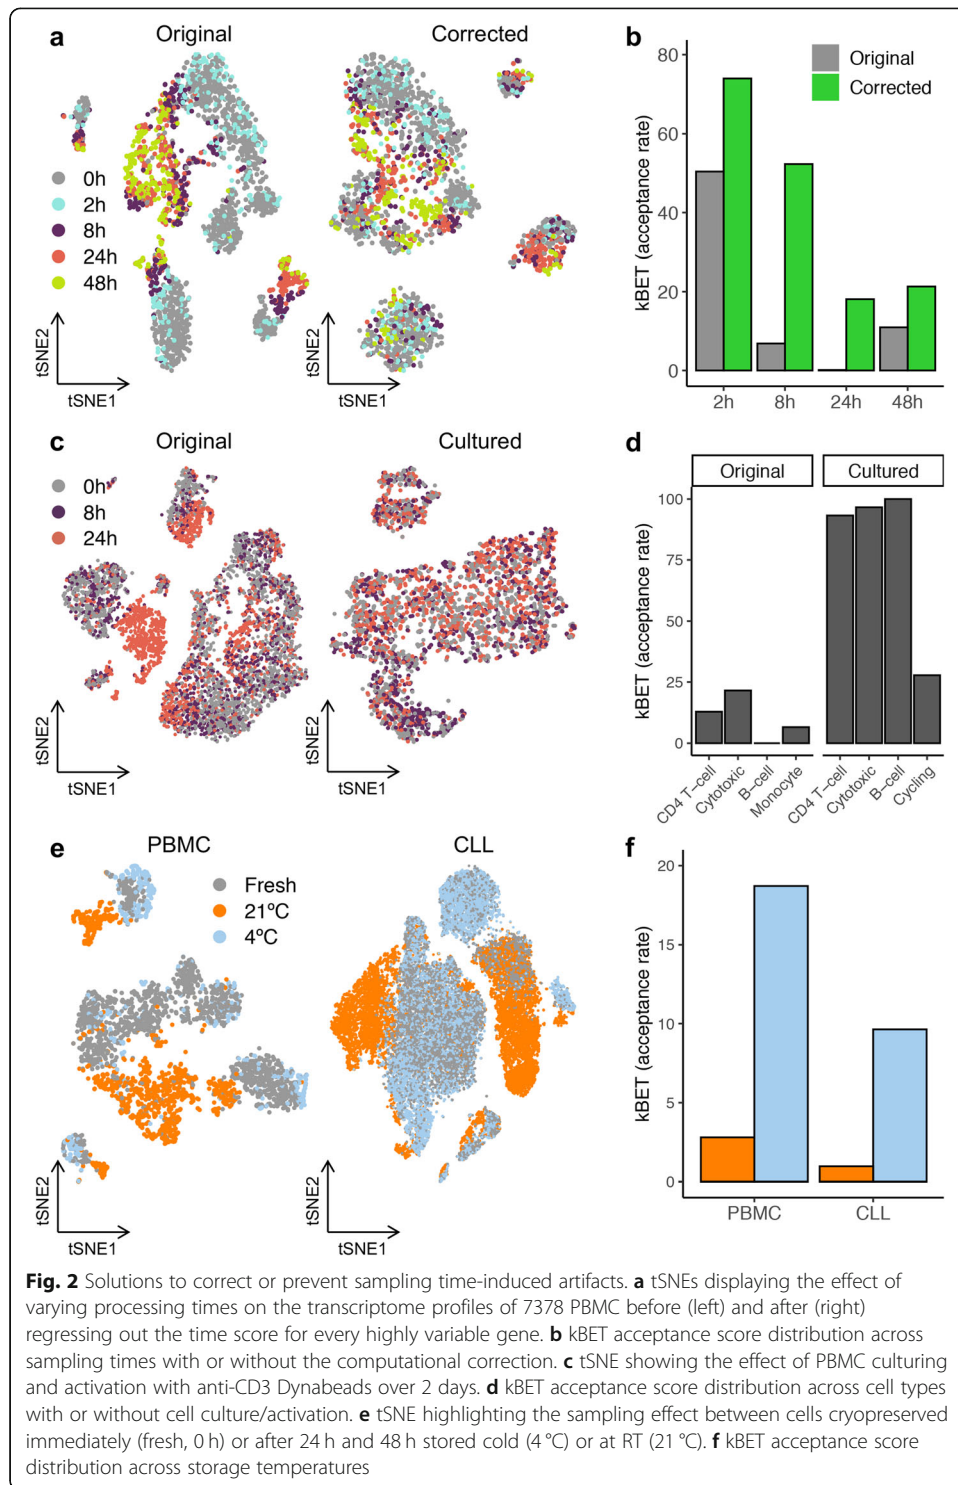 a
Original
Corrected
0h
2h
8h
24h
48h
tSNE2
tSNE1
tSNE2
tSNE1
b
Original
Corrected
kBET (acceptance rate)
80
60
40
20
0
2h
8h
24h
48h
c
Original
Cultured
0h
8h
24h
tSNE2
tSNE1
tSNE2
tSNE1
d
Original
Cultured
kBET (acceptance rate)
100
75
50
25
0
CD4 T−cell
Cytotoxic
B−cell
Monocyte
CD4 T−cell
Cytotoxic
B−cell
Cycling
e
PBMC
CLL
Fresh
21ºC
4ºC
tSNE2
tSNE1
tSNE2
tSNE1
f
kBET (acceptance rate)
20
15
10
5
0
PBMC
CLL
Fig. 2 Solutions to correct or prevent sampling time-induced artifacts. a tSNEs displaying the effect of
varying processing times on the transcriptome profiles of 7378 PBMC before (left) and after (right)
regressing out the time score for every highly variable gene. b kBET acceptance score distribution across
sampling times with or without the computational correction. c tSNE showing the effect of PBMC culturing
and activation with anti-CD3 Dynabeads over 2 days. d kBET acceptance score distribution across cell types
with or without cell culture/activation. e tSNE highlighting the sampling effect between cells cryopreserved
immediately (fresh, 0 h) or after 24 h and 48 h stored cold (4 °C) or at RT (21 °C). f kBET acceptance score
distribution across storage temperatures